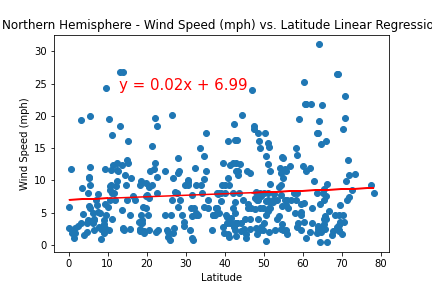 Northern Hemisphere - Wind Speed (mph) vs. Latitude Linear Regressio
y = 0.02x + 6.99
Wind Speed (mph)
30
25
20
15
10
5
0
0 10 20 30 40 50 60 70 80
Latitude